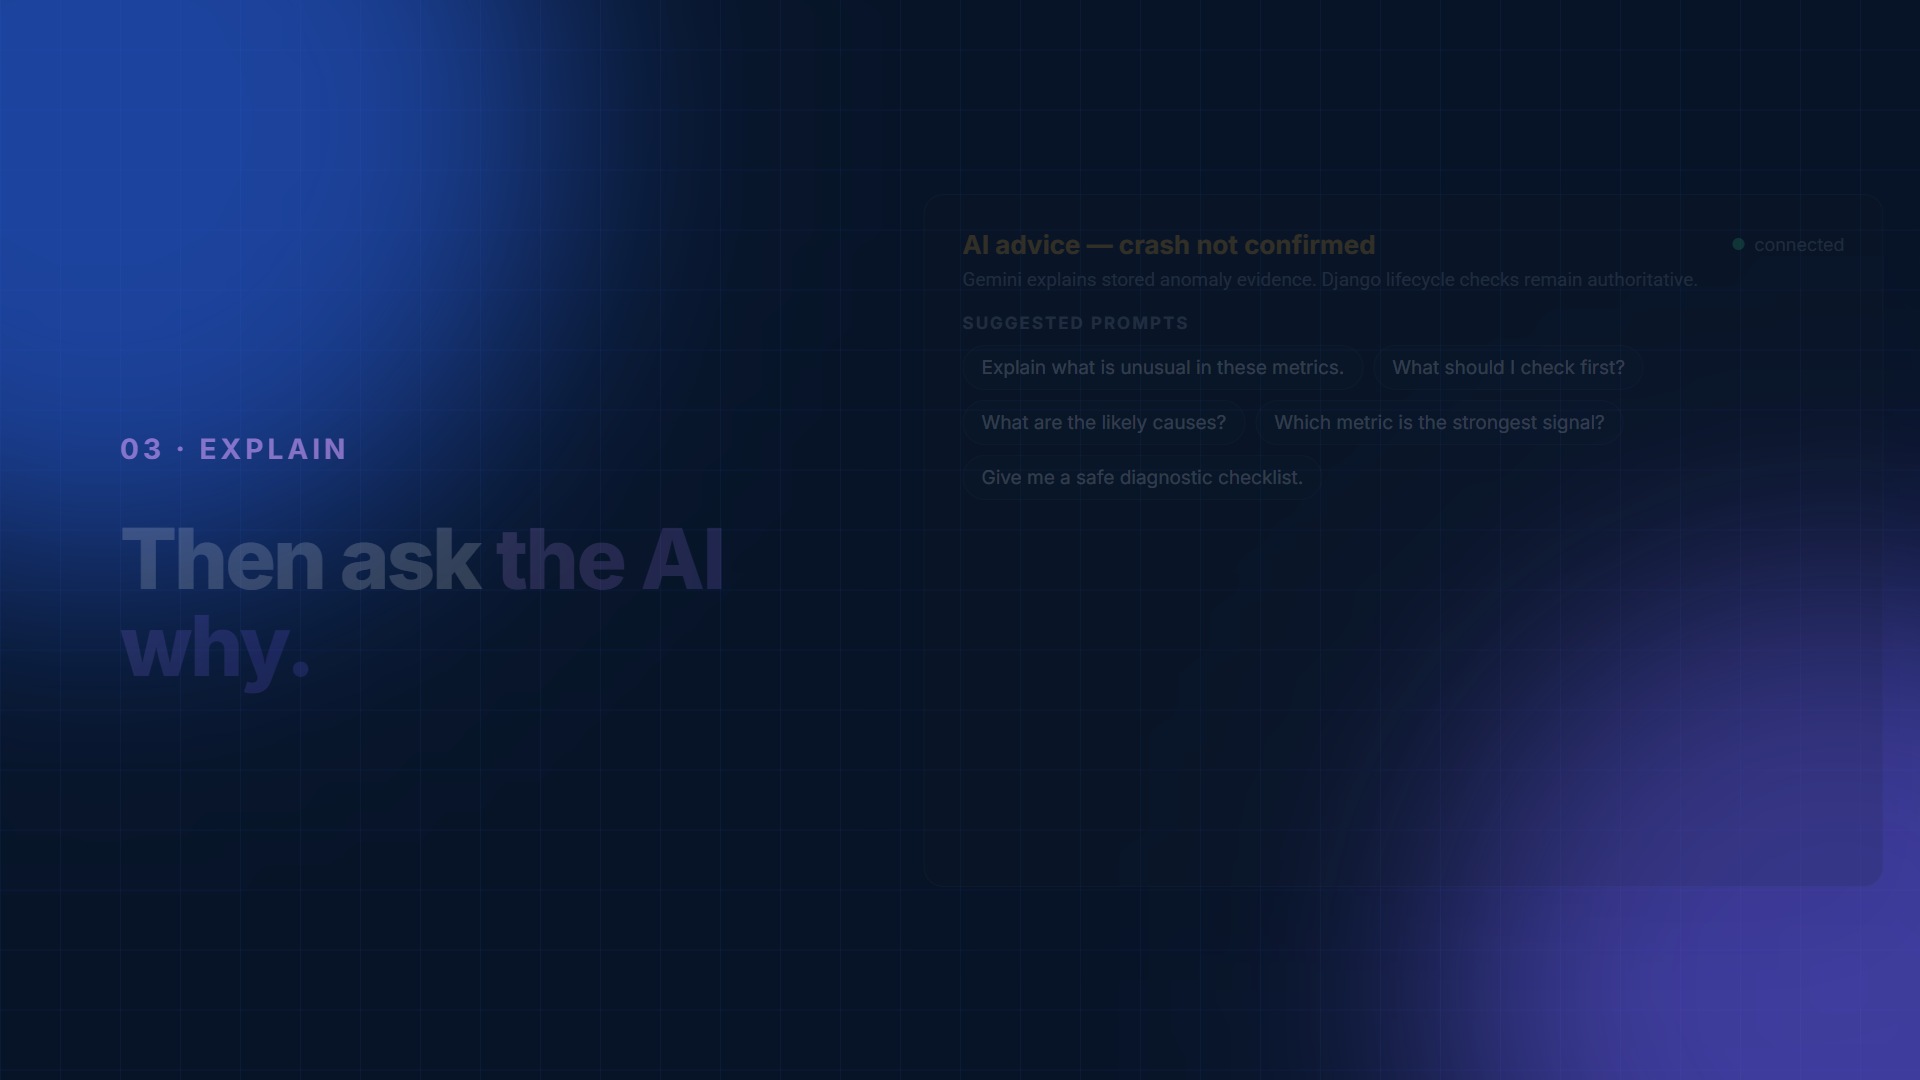 03 · EXPLAIN
Then ask the AI
why.
AI advice — crash not confirmed
connected
Gemini explains stored anomaly evidence. Django lifecycle checks remain authoritative.
SUGGESTED PROMPTS
Explain what is unusual in these metrics.
What should I check first?
What are the likely causes?
Which metric is the strongest signal?
Give me a safe diagnostic checklist.